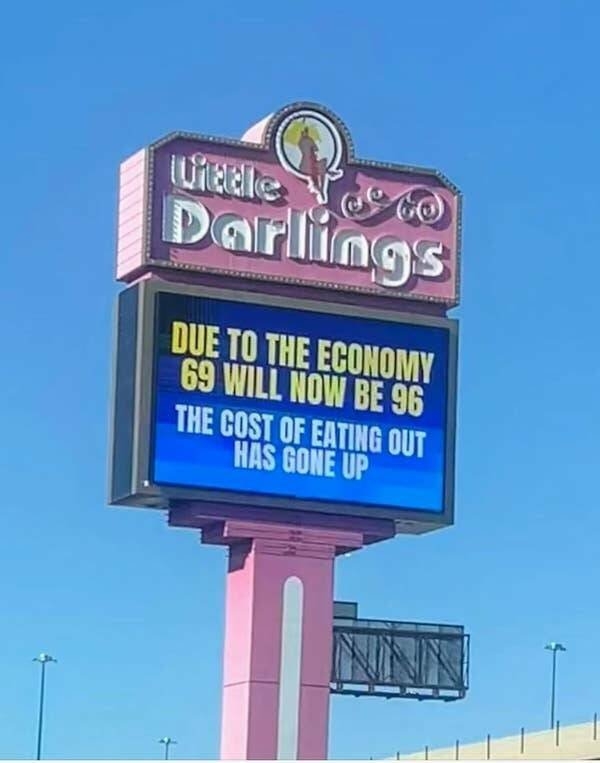 Little
Darlings
DUE TO THE ECONOMY
69 WILL NOW BE 96
THE COST OF EATING OUT
HAS GONE UP